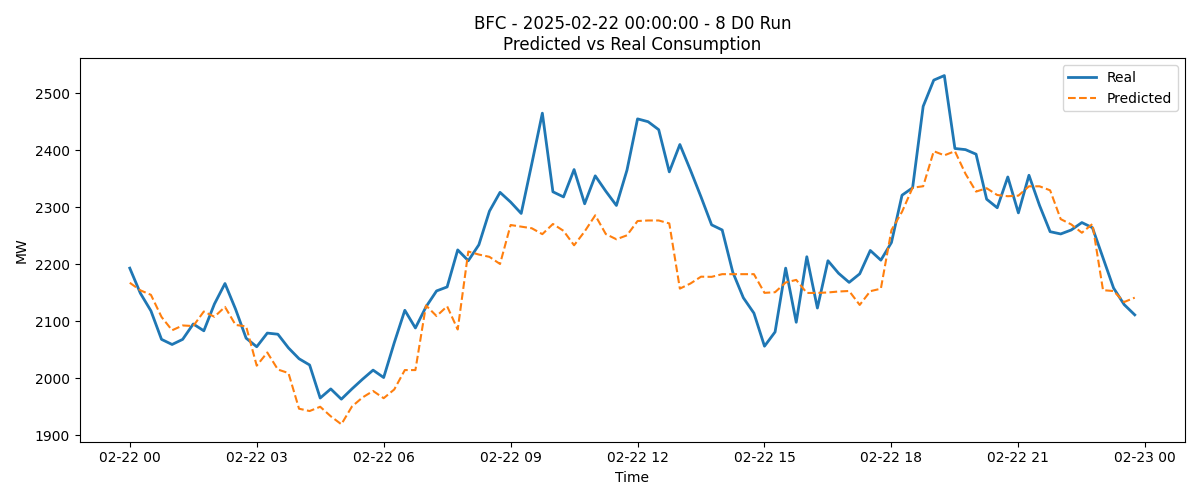 BFC - 2025-02-22 00:00:00 - 8 D0 Run
Predicted vs Real Consumption
Real
Predicted
MW
2500
2400
2300
2200
2100
2000
1900
02-22 00
02-22 03
02-22 06
02-22 09
02-22 12
02-22 15
02-22 18
02-22 21
02-23 00
Time